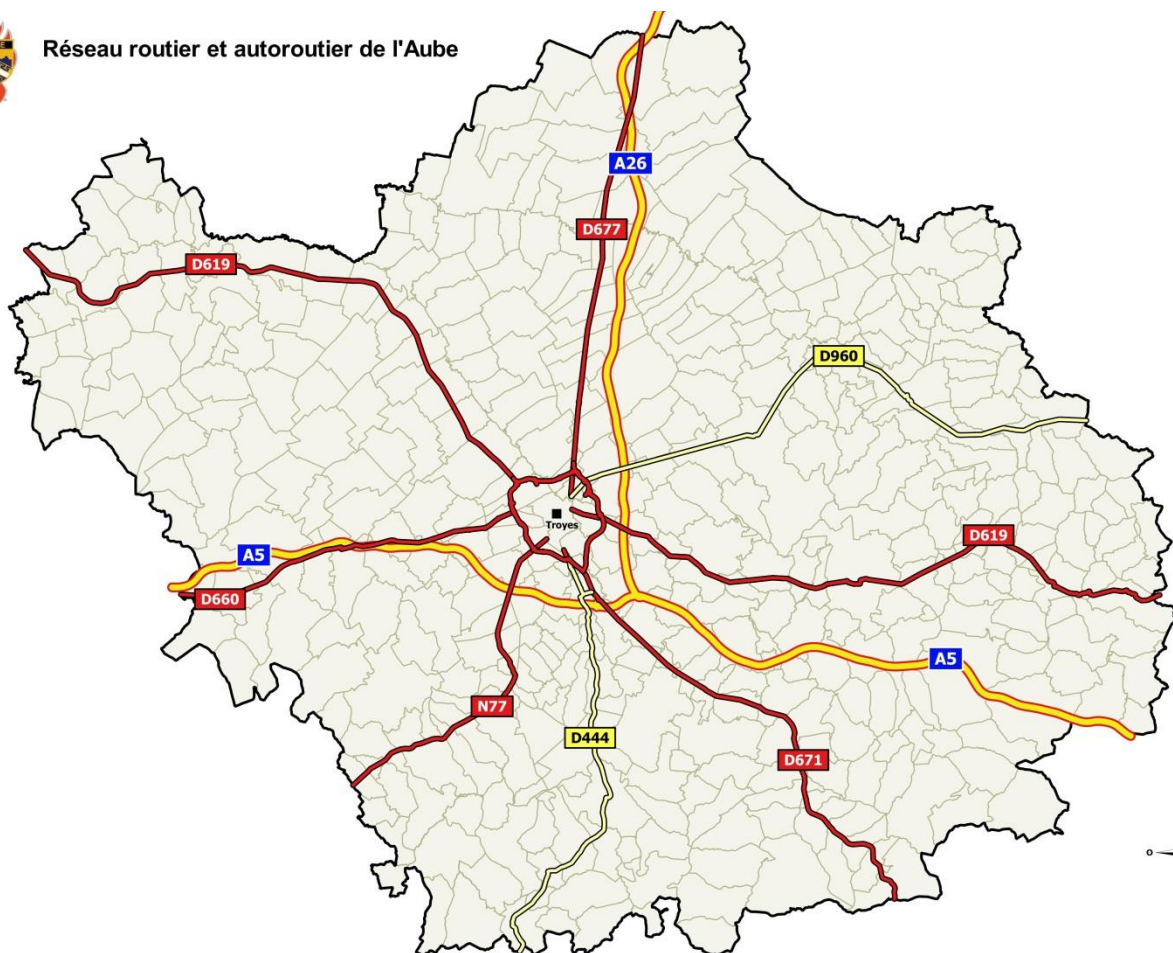 Réseau routier et autoroutier de l'Aube
A26
D677
D619
D960
Troyes
D619
A5
D660
A5
N77
D444
D671
o